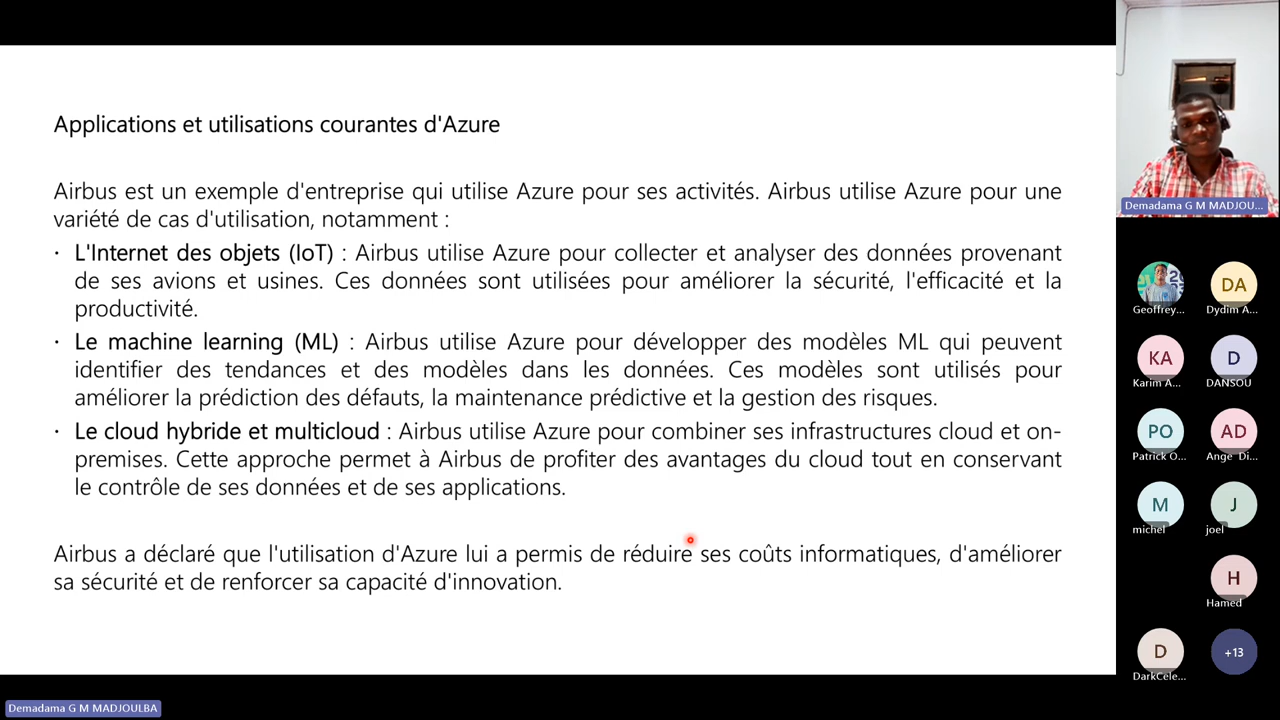 Applications et utilisations courantes d'Azure
Airbus est un exemple d'entreprise qui utilise Azure pour ses activités. Airbus utilise Azure pour une
variété de cas d'utilisation, notamment :
· L'Internet des objets (IoT) : Airbus utilise Azure pour collecter et analyser des données provenant
de ses avions et usines. Ces données sont utilisées pour améliorer la sécurité, l'efficacité et la
productivité.
· Le machine learning (ML) : Airbus utilise Azure pour développer des modèles ML qui peuvent
identifier des tendances et des modèles dans les données. Ces modèles sont utilisés pour
améliorer la prédiction des défauts, la maintenance prédictive et la gestion des risques.
· Le cloud hybride et multicloud : Airbus utilise Azure pour combiner ses infrastructures cloud et on-
premises. Cette approche permet à Airbus de profiter des avantages du cloud tout en conservant
le contrôle de ses données et de ses applications.
Airbus a déclaré que l'utilisation d'Azure lui a permis de réduire ses coûts informatiques, d'améliorer
sa sécurité et de renforcer sa capacité d'innovation.
Demadama G M MADJOU...
Geoffrey...
DA
Dydim A...
KA
Karim A...
D
DANSOU
PO
Patrick O...
AD
Ange Di...
M
michel
J
joel
H
Hamed
D
DarkCele...
+13
Demadama G M MADJOULBA